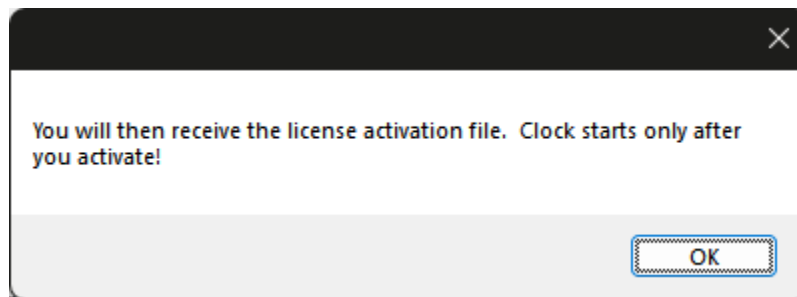 You will then receive the license activation file.  Clock starts only after
you activate!
OK